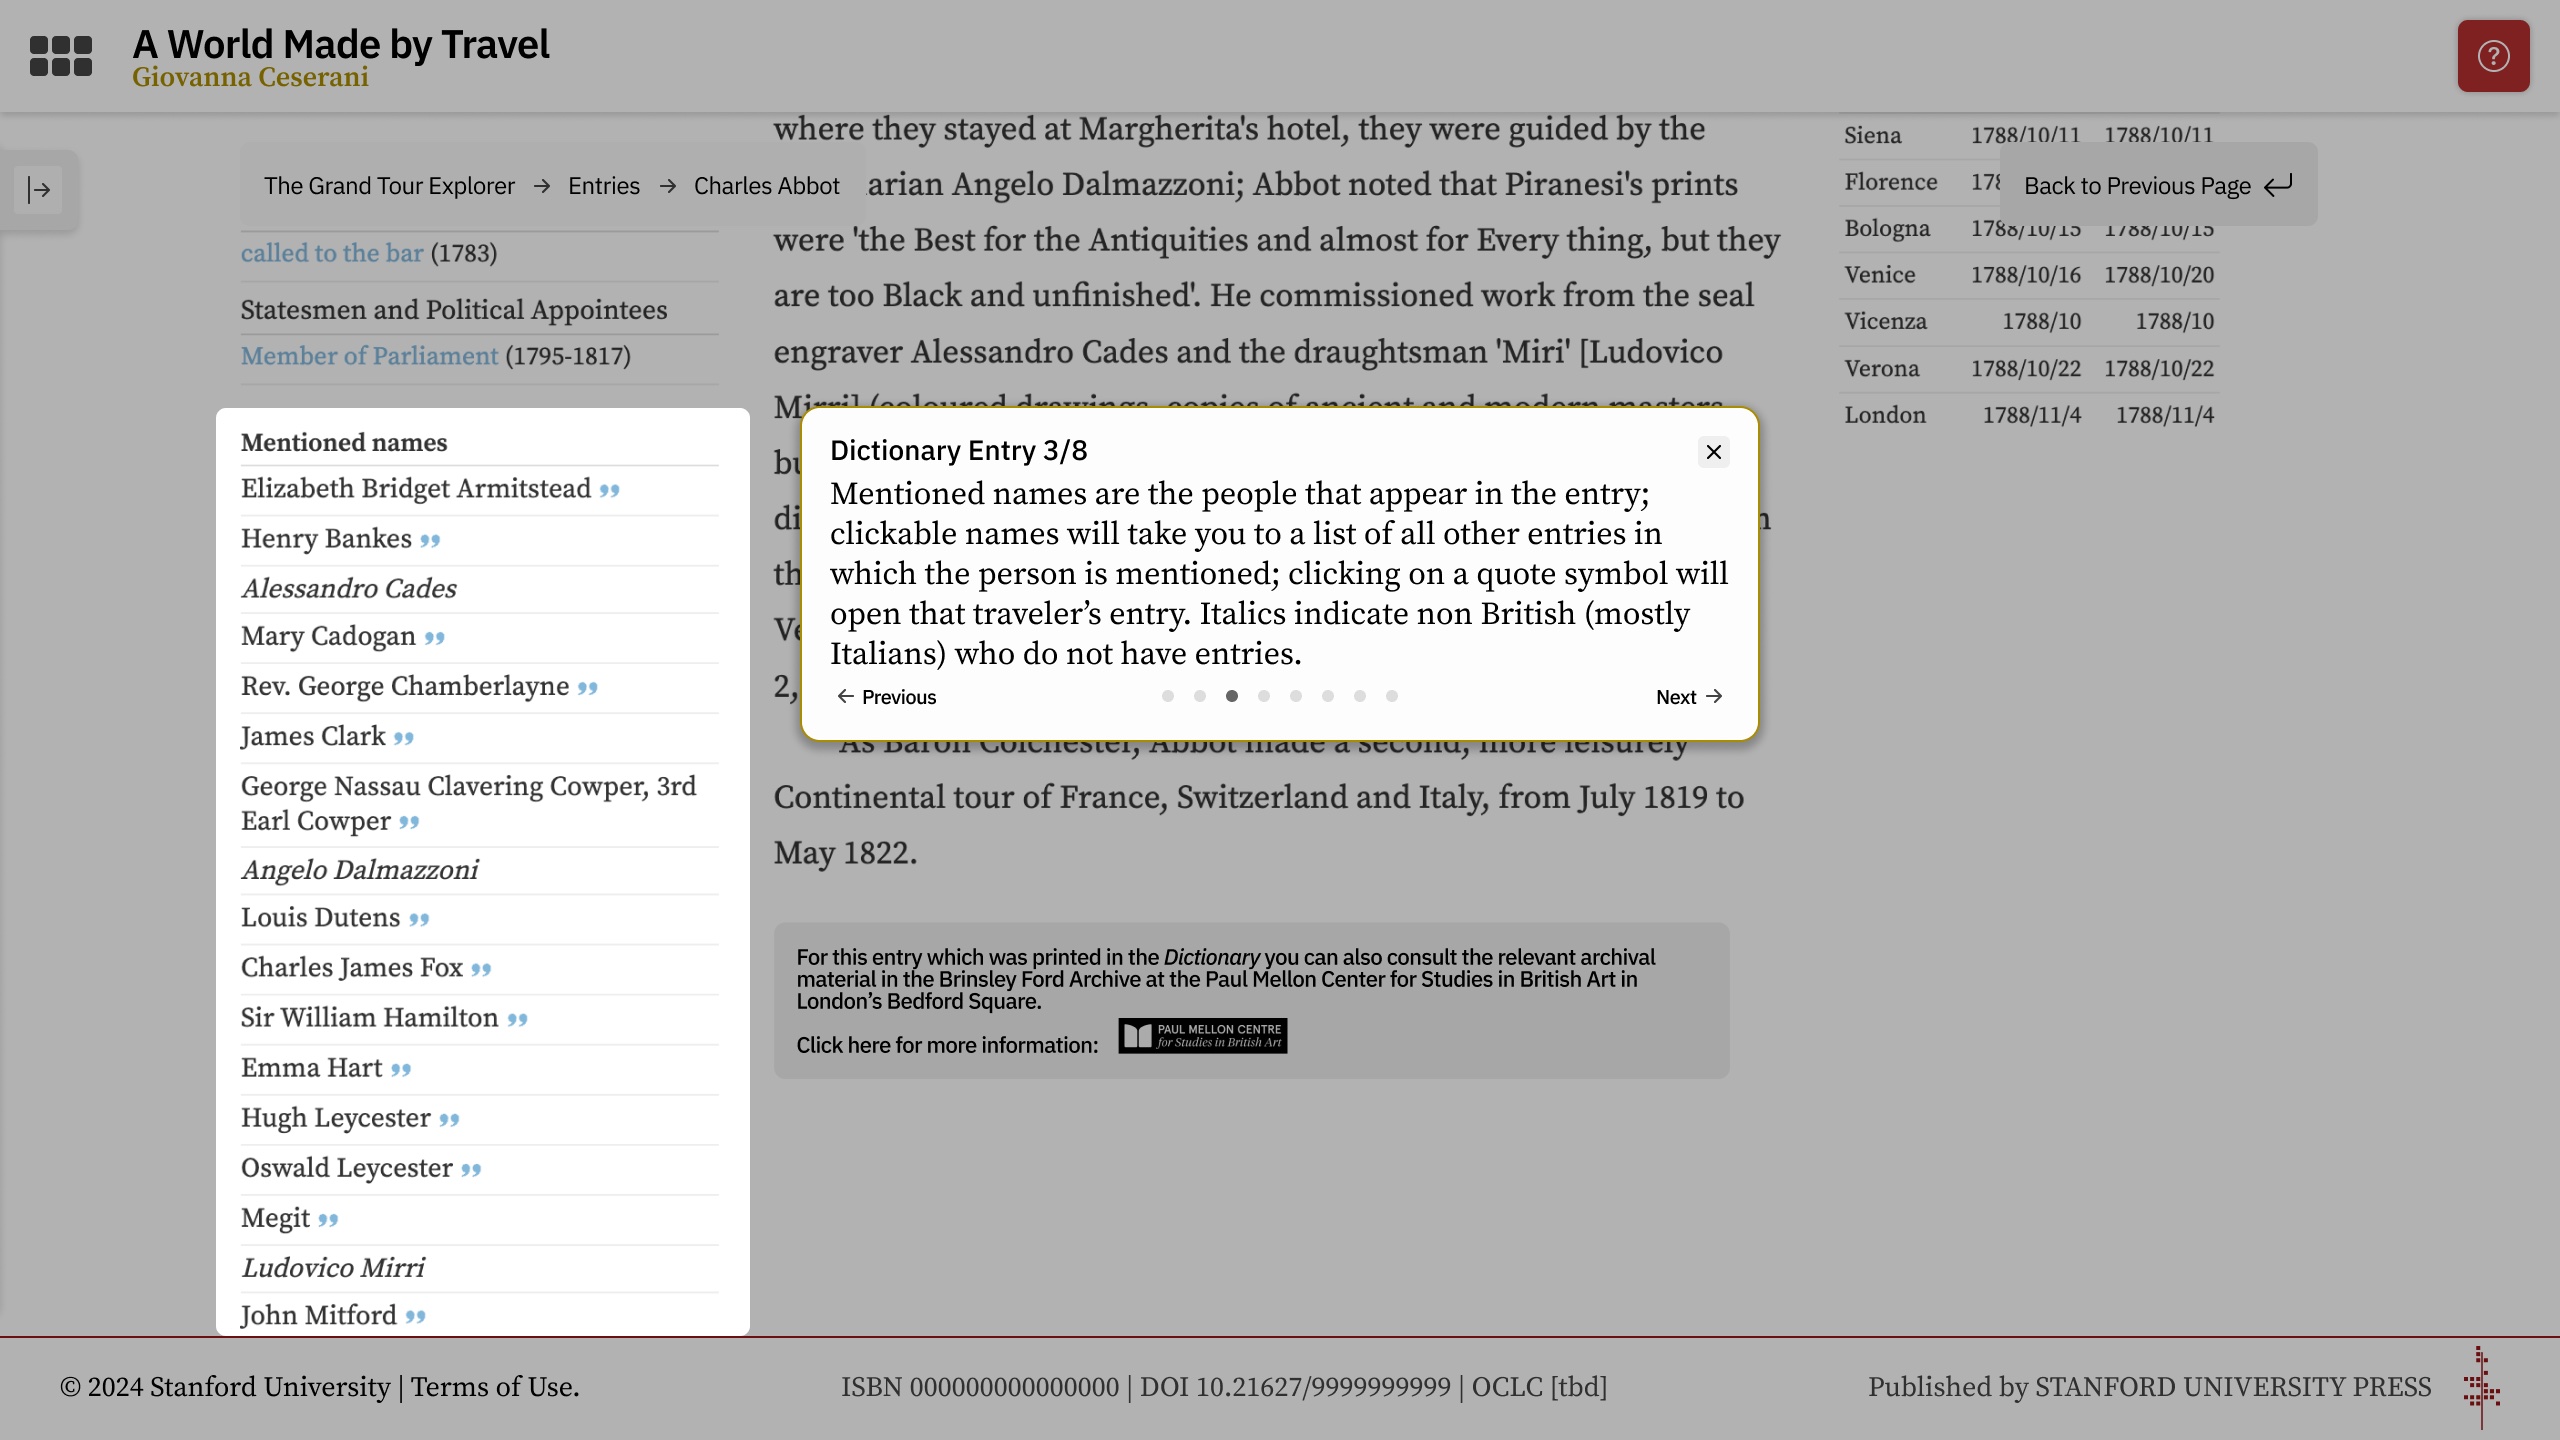 A World Made by Travel
Giovanna Ceserani
The Grand Tour Explorer → Entries → Charles Abbot
Back to Previous Page
called to the bar (1783)
Statesmen and Political Appointees
Member of Parliament (1795-1817)
Mentioned names
Elizabeth Bridget Armitstead
Henry Bankes
Alessandro Cades
Mary Cadogan
Rev. George Chamberlayne
James Clark
George Nassau Clavering Cowper, 3rd
Earl Cowper
Angelo Dalmazzoni
Louis Dutens
Charles James Fox
Sir William Hamilton
Emma Hart
Hugh Leycester
Oswald Leycester
Megit
Ludovico Mirri
John Mitford
where they stayed at Margherita's hotel, they were guided by the
arian Angelo Dalmazzoni; Abbot noted that Piranesi's prints
were 'the Best for the Antiquities and almost for Every thing, but they
are too Black and unfinished'. He commissioned work from the seal
engraver Alessandro Cades and the draughtsman 'Miri' [Ludovico
Mirri] (coloured drawings, copies of ancient and modern masters
Dictionary Entry 3/8
Mentioned names are the people that appear in the entry;
clickable names will take you to a list of all other entries in
which the person is mentioned; clicking on a quote symbol will
open that traveler’s entry. Italics indicate non British (mostly
Italians) who do not have entries.
← Previous
Next →
2,
As Baron Colchester, Abbot made a second, more leisurely
Continental tour of France, Switzerland and Italy, from July 1819 to
May 1822.
For this entry which was printed in the Dictionary you can also consult the relevant archival
material in the Brinsley Ford Archive at the Paul Mellon Center for Studies in British Art in
London’s Bedford Square.
Click here for more information:
PAUL MELLON CENTRE
for Studies in British Art
Siena 1788/10/11 1788/10/11
Florence 178
Bologna 1788/10/15 1788/10/15
Venice 1788/10/16 1788/10/20
Vicenza 1788/10 1788/10
Verona 1788/10/22 1788/10/22
London 1788/11/4 1788/11/4
© 2024 Stanford University | Terms of Use.
ISBN 000000000000000 | DOI 10.21627/9999999999 | OCLC [tbd]
Published by STANFORD UNIVERSITY PRESS